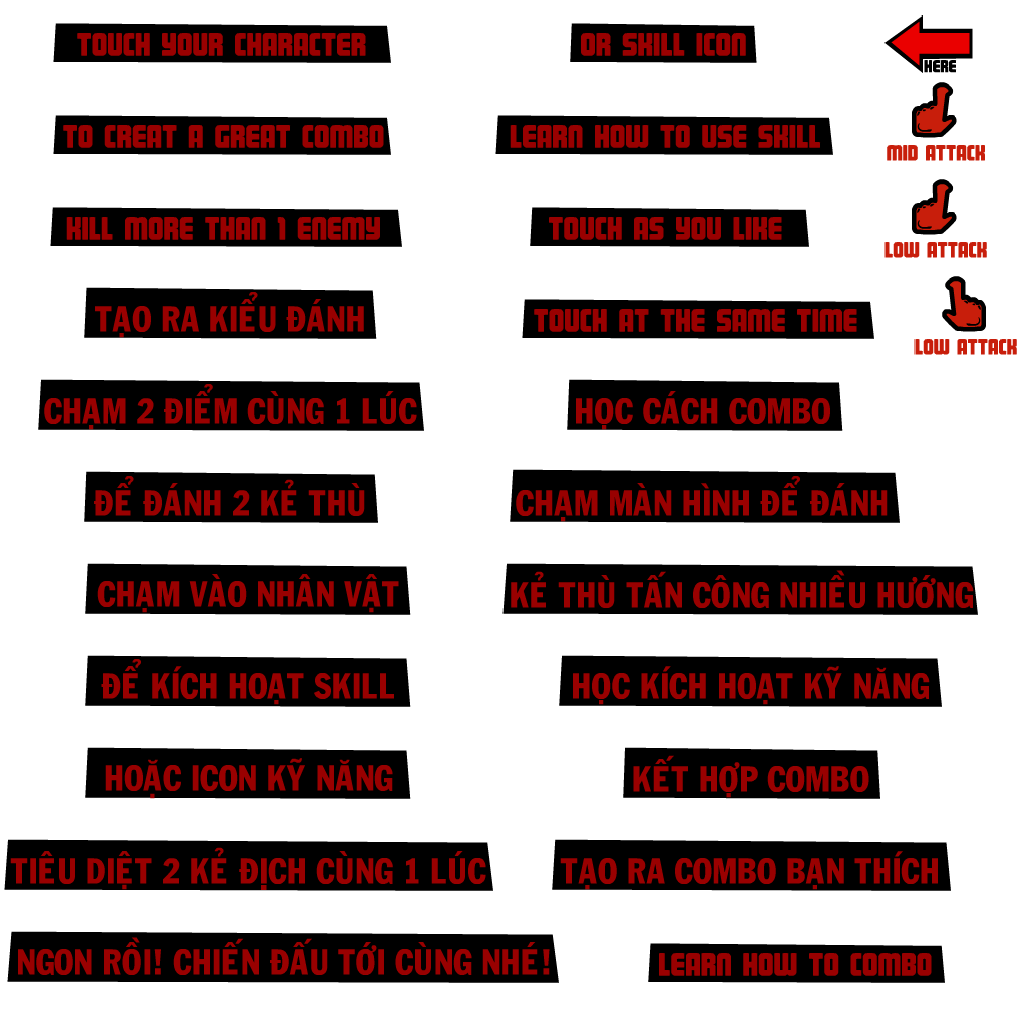 TOUCH YOUR CHARACTER
OR SKILL ICON
HERE
TO CREAT A GREAT COMBO
LEARN HOW TO USE SKILL
MID ATTACK
KILL MORE THAN 1 ENEMY
TOUCH AS YOU LIKE
LOW ATTACK
TẠO RA KIỂU ĐÁNH
TOUCH AT THE SAME TIME
LOW ATTACK
CHẠM 2 ĐIỂM CÙNG 1 LÚC
HỌC CÁCH COMBO
ĐỂ ĐÁNH 2 KẺ THÙ
CHẠM MÀN HÌNH ĐỂ ĐÁNH
CHẠM VÀO NHÂN VẬT
KẺ THÙ TẤN CÔNG NHIỀU HƯỚNG
ĐỂ KÍCH HOẠT SKILL
HỌC KÍCH HOẠT KỸ NĂNG
HOẶC ICON KỸ NĂNG
KẾT HỢP COMBO
TIÊU DIỆT 2 KẺ ĐỊCH CÙNG 1 LÚC
TẠO RA COMBO BẠN THÍCH
NGON RỒI! CHIẾN ĐẤU TỚI CÙNG NHÉ!
LEARN HOW TO COMBO